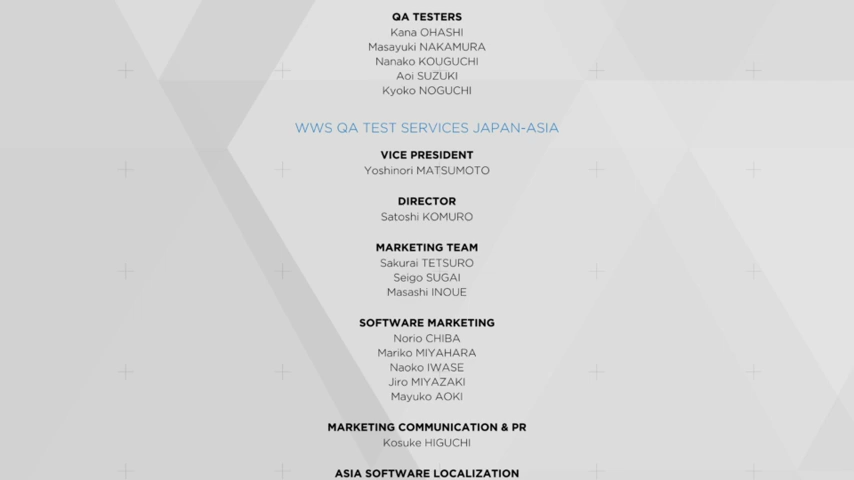 QA TESTERS
Kana OHASHI
Masayuki NAKAMURA
Nanako KOUGUCHI
Aoi SUZUKI
Kyoko NOGUCHI
WWS QA TEST SERVICES JAPAN-ASIA
VICE PRESIDENT
Yoshinori MATSUMOTO
DIRECTOR
Satoshi KOMURO
MARKETING TEAM
Sakurai TETSURO
Seigo SUGAI
Masashi INOUE
SOFTWARE MARKETING
Norio CHIBA
Mariko MIYAHARA
Naoko IWASE
Jiro MIYAZAKI
Mayuko AOKI
MARKETING COMMUNICATION & PR
Kosuke HIGUCHI
ASIA SOFTWARE LOCALIZATION